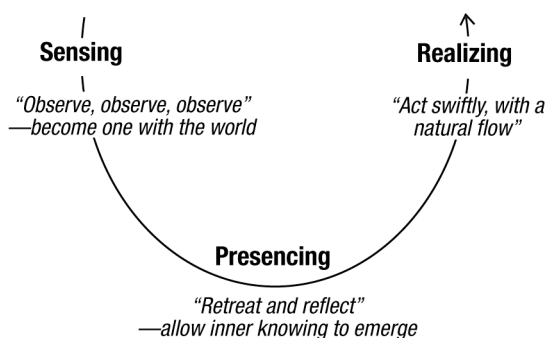 Sensing
“Observe, observe, observe”
—become one with the world
Presencing
“Retreat and reflect”
—allow inner knowing to emerge
Realizing
“Act swiftly, with a
natural flow”